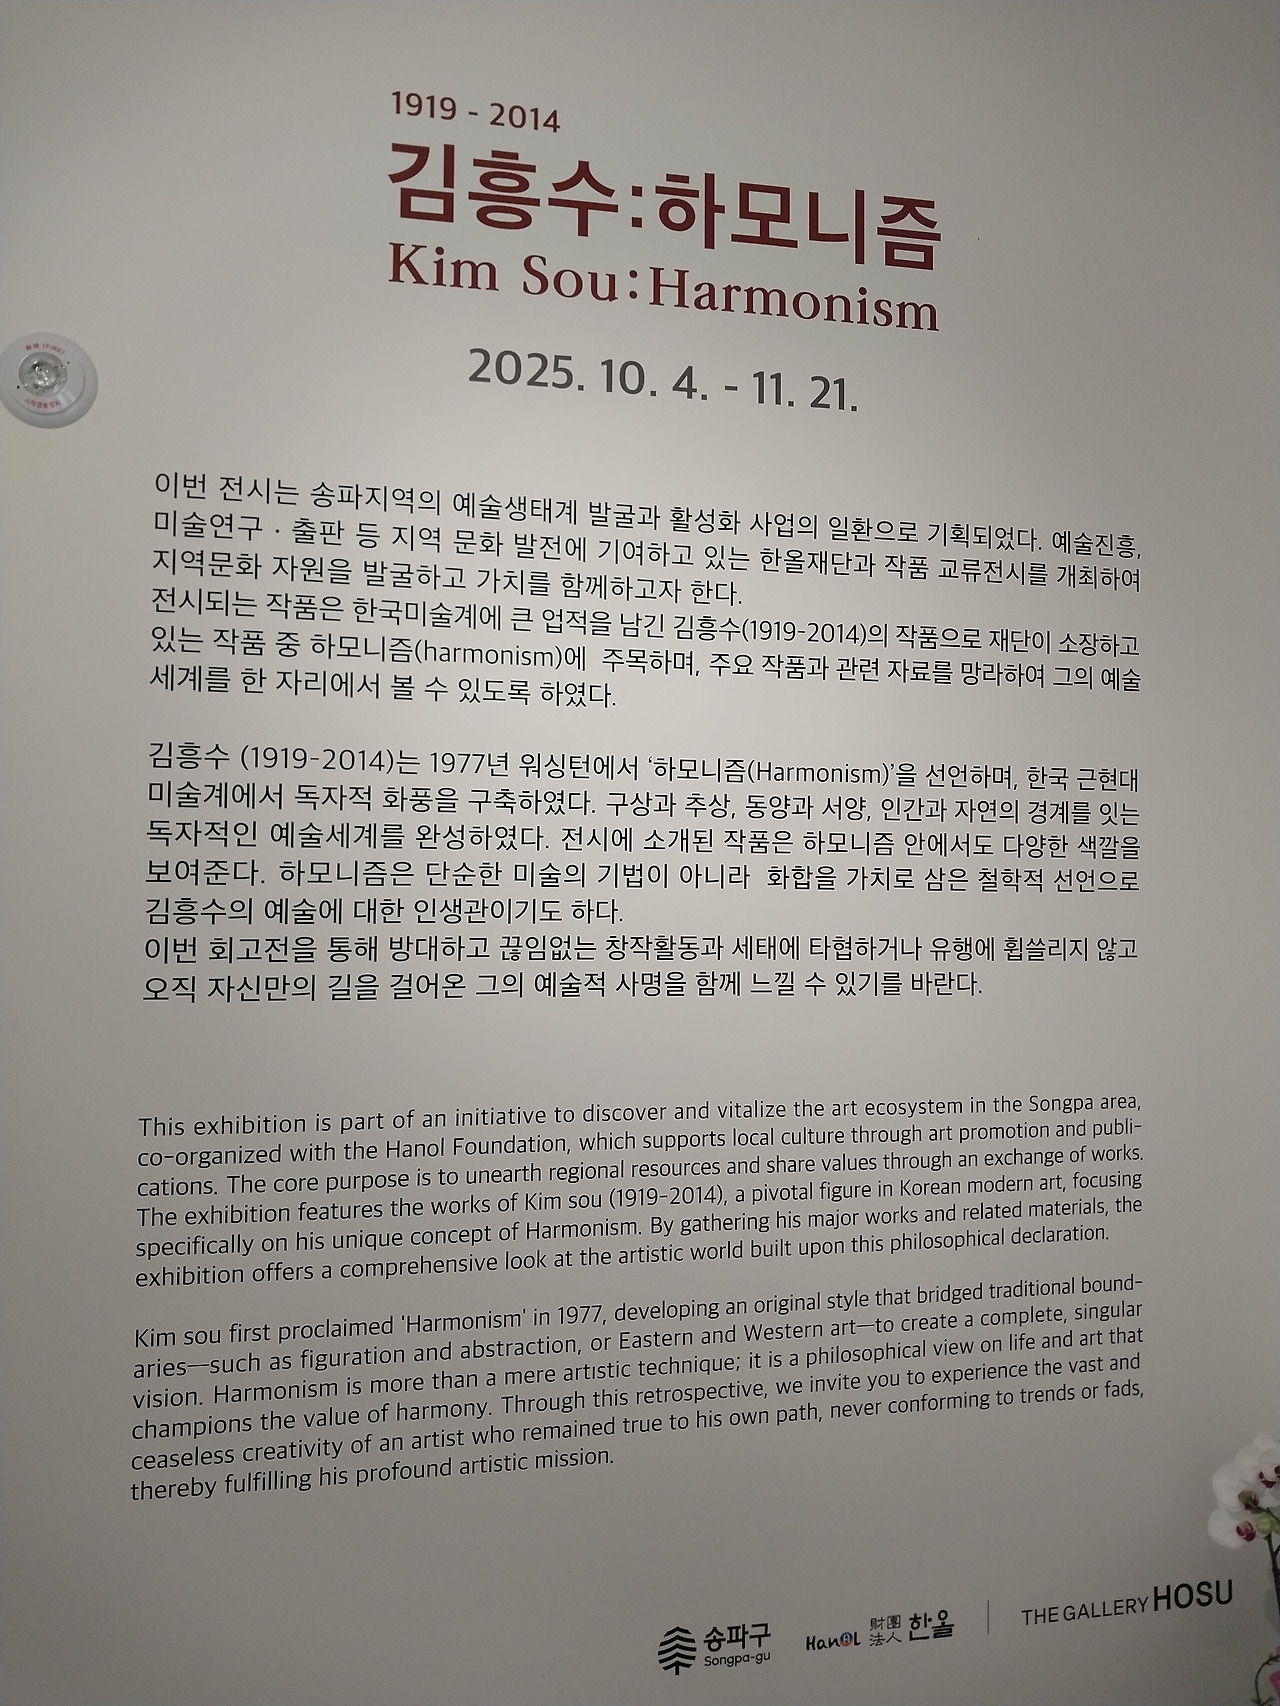 1919 - 2014
김흥수:하모니즘
Kim Sou:Harmonism
2025. 10. 4. - 11. 21.
이번 전시는 송파지역의 예술생태계 발굴과 활성화 사업의 일환으로 기획되었다. 예술진흥,
미술연구 · 출판 등 지역 문화 발전에 기여하고 있는 한올재단과 작품 교류전시를 개최하여
지역문화 자원을 발굴하고 가치를 함께하고자 한다.
전시되는 작품은 한국미술계에 큰 업적을 남긴 김흥수(1919-2014)의 작품으로 재단이 소장하고
있는 작품 중 하모니즘(harmonism)에 주목하며, 주요 작품과 관련 자료를 망라하여 그의 예술
세계를 한 자리에서 볼 수 있도록 하였다.
김흥수 (1919-2014)는 1977년 워싱턴에서 ‘하모니즘(Harmonism)’을 선언하며, 한국 근현대
미술계에서 독자적 화풍을 구축하였다. 구상과 추상, 동양과 서양, 인간과 자연의 경계를 잇는
독자적인 예술세계를 완성하였다. 전시에 소개된 작품은 하모니즘 안에서도 다양한 색깔을
보여준다. 하모니즘은 단순한 미술의 기법이 아니라 화합을 가치로 삼은 철학적 선언으로
김흥수의 예술에 대한 인생관이기도 하다.
이번 회고전을 통해 방대하고 끊임없는 창작활동과 세태에 타협하거나 유행에 휩쓸리지 않고
오직 자신만의 길을 걸어온 그의 예술적 사명을 함께 느낄 수 있기를 바란다.
This exhibition is part of an initiative to discover and vitalize the art ecosystem in the Songpa area,
co-organized with the Hanol Foundation, which supports local culture through art promotion and publi-
cations. The core purpose is to unearth regional resources and share values through an exchange of works.
The exhibition features the works of Kim sou (1919-2014), a pivotal figure in Korean modern art, focusing
specifically on his unique concept of Harmonism. By gathering his major works and related materials, the
exhibition offers a comprehensive look at the artistic world built upon this philosophical declaration.
Kim sou first proclaimed 'Harmonism' in 1977, developing an original style that bridged traditional bound-
aries—such as figuration and abstraction, or Eastern and Western art—to create a complete, singular
vision. Harmonism is more than a mere artistic technique; it is a philosophical view on life and art that
champions the value of harmony. Through this retrospective, we invite you to experience the vast and
ceaseless creativity of an artist who remained true to his own path, never conforming to trends or fads,
thereby fulfilling his profound artistic mission.
송파구
Songpa-gu
HanOL 財團法人 한올
THE GALLERY HOSU